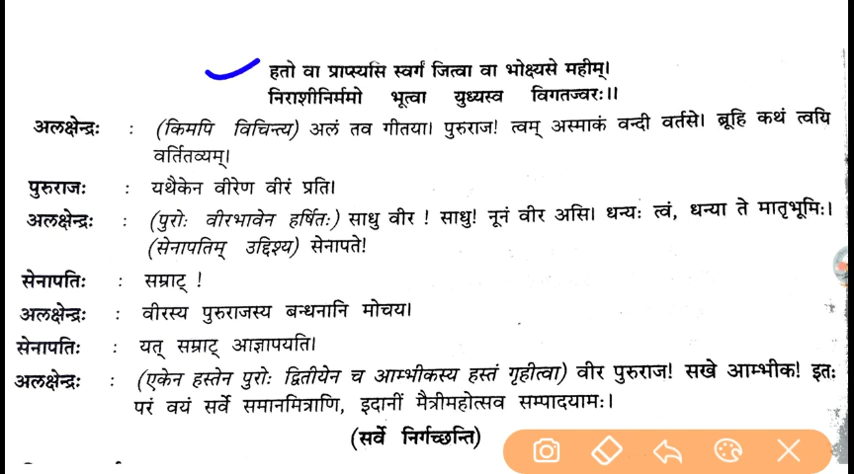 हतो वा प्राप्स्यसि स्वर्गं जित्वा वा भोक्ष्यसे महीम्।
निराशीनिर्ममो भूत्वा युध्यस्व विगतज्वरः।।
अलक्षेन्द्रः : (किमपि विचिन्त्य) अलं तव गीतया। पुरुराज! त्वम् अस्माकं वन्दी वर्तसे। ब्रूहि कथं त्वयि
वर्तितव्यम्।
पुरुराजः : यथैकेन वीरेण वीरं प्रति।
अलक्षेन्द्रः : (पुरोः वीरभावेन हर्षितः) साधु वीर ! साधु! नूनं वीर असि। धन्यः त्वं, धन्या ते मातृभूमिः।
(सेनापतिम् उद्दिश्य) सेनापते!
सेनापतिः : सम्राट् !
अलक्षेन्द्रः : वीरस्य पुरुराजस्य बन्धनानि मोचय।
सेनापतिः : यत् सम्राट् आज्ञापयति।
अलक्षेन्द्रः : (एकेन हस्तेन पुरोः द्वितीयेन च आम्भीकस्य हस्तं गृहीत्वा) वीर पुरुराज! सखे आम्भीक! इतः
परं वयं सर्वे समानमित्राणि, इदानीं मैत्रीमहोत्सव सम्पादयामः।
(सर्वे निर्गच्छन्ति)